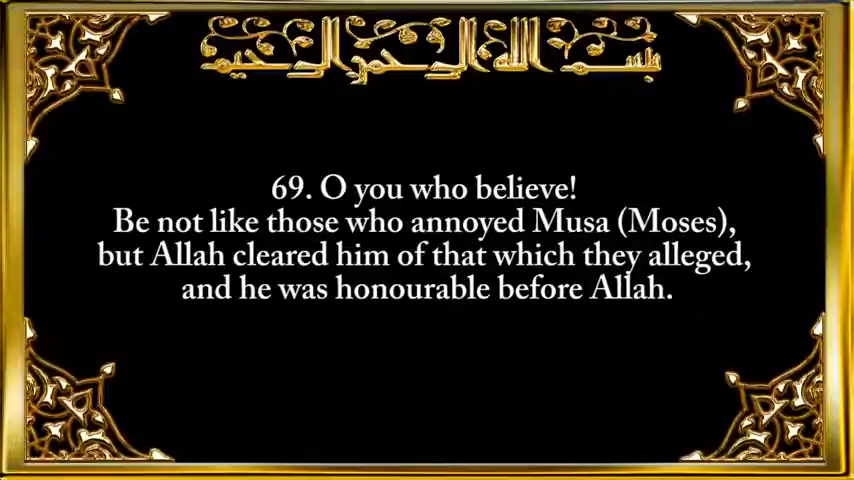 بسم الله الرحمن الرحيم
69. O you who believe!
Be not like those who annoyed Musa (Moses),
but Allah cleared him of that which they alleged,
and he was honourable before Allah.